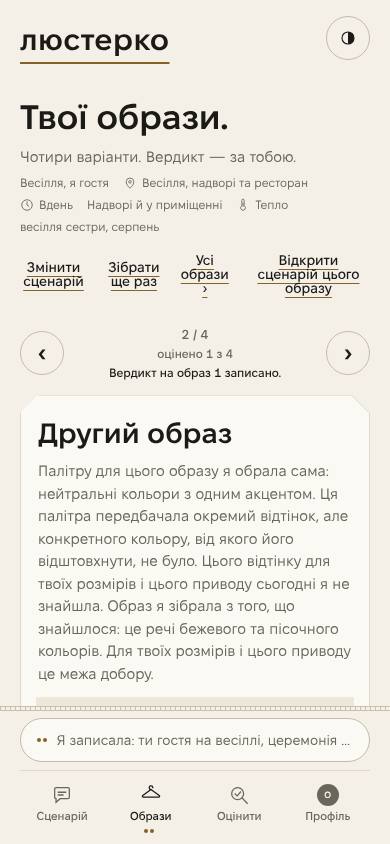 люстерко
Твої образи.
Чотири варіанти. Вердикт — за тобою.
Весілля, я гостя Весілля, надворі та ресторан
Вдень Надворі й у приміщенні Тепло
весілля сестри, серпень
Змінити
сценарій
Зібрати
ще раз
Усі
образи
›
Відкрити
сценарій цього
образу
‹
2 / 4
оцінено 1 з 4
Вердикт на образ 1 записано.
›
Другий образ
Палітру для цього образу я обрала сама:
нейтральні кольори з одним акцентом. Ця
палітра передбачала окремий відтінок, але
конкретного кольору, від якого його
відштовхнути, не було. Цього відтінку для
твоїх розмірів і цього приводу сьогодні я не
знайшла. Образ я зібрала з того, що
знайшлося: це речі бежевого та пісочного
кольорів. Для твоїх розмірів і цього приводу
це межа добору.
Я записала: ти гостя на весіллі, церемонія ...
Сценарій
Образи
Оцінити
О
Профіль